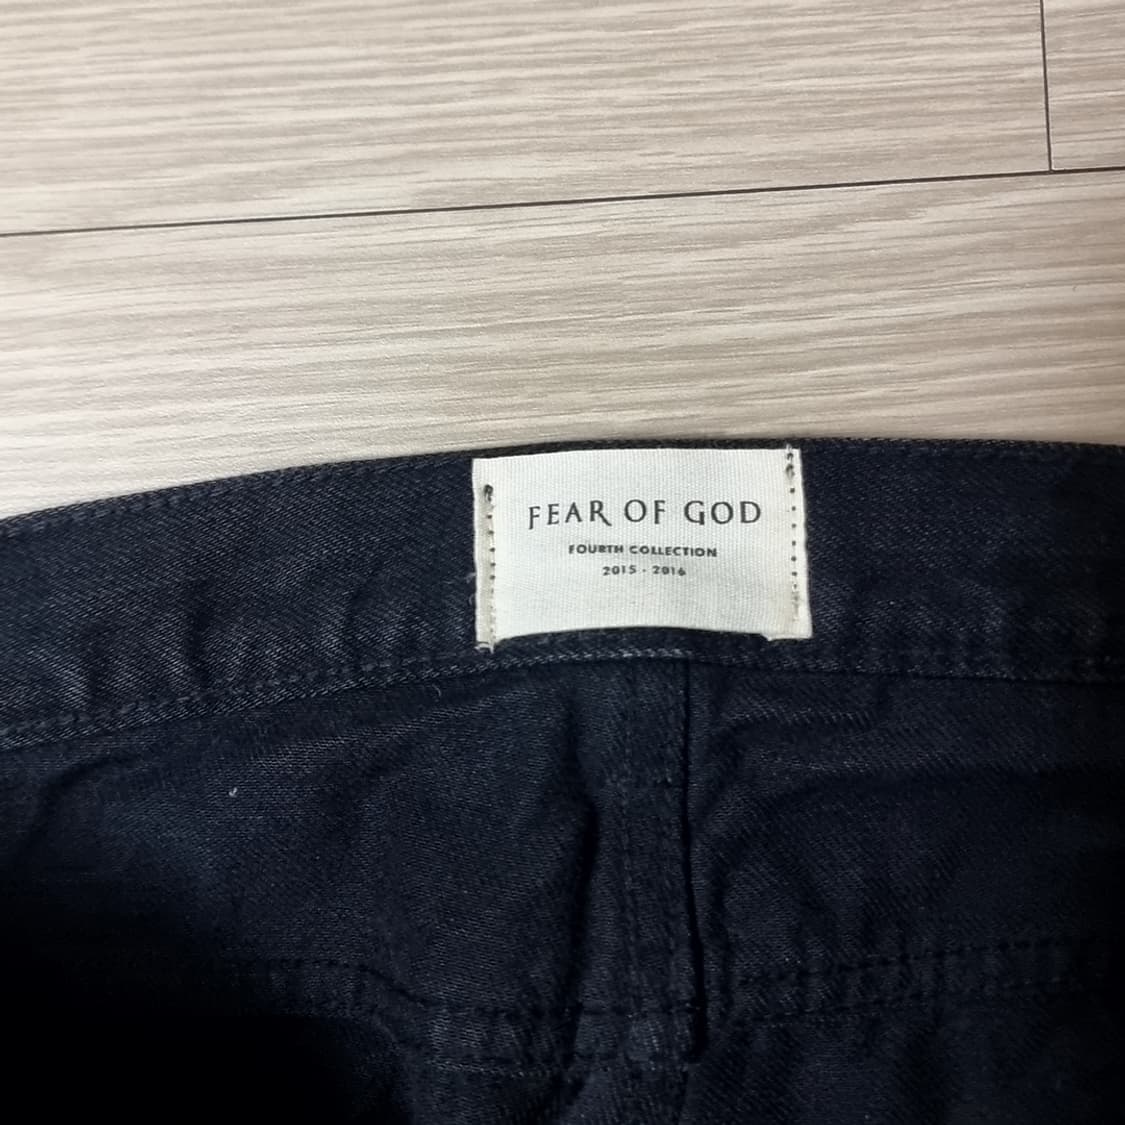 FEAR OF GOD
FOURTH COLLECTION
2015 - 2016